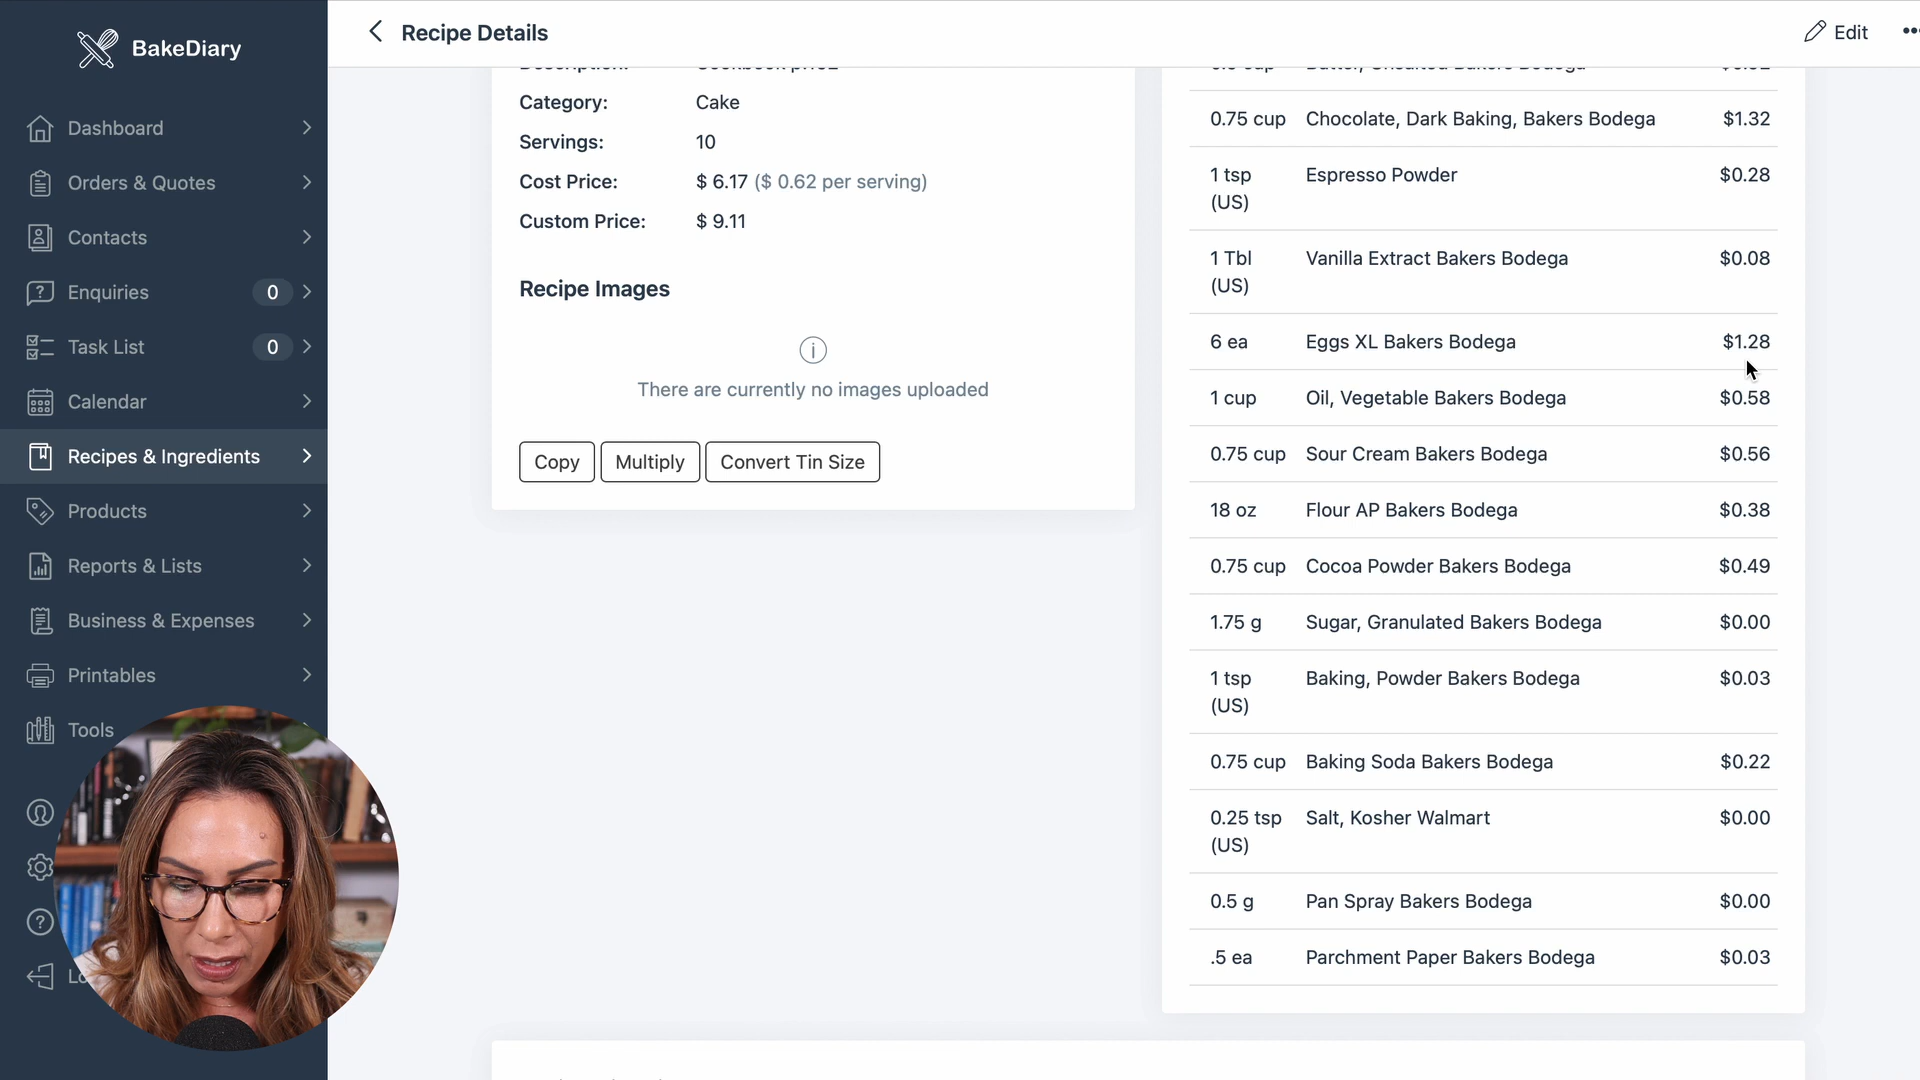 BakeDiary
Recipe Details
Edit
Dashboard
Orders & Quotes
Contacts
Enquiries 0
Task List 0
Calendar
Recipes & Ingredients
Products
Reports & Lists
Business & Expenses
Printables
Tools
Category: Cake
Servings: 10
Cost Price: $ 6.17 ($ 0.62 per serving)
Custom Price: $ 9.11
Recipe Images
There are currently no images uploaded
Copy Multiply Convert Tin Size
0.75 cup Chocolate, Dark Baking, Bakers Bodega $1.32
1 tsp Espresso Powder $0.28
(US)
1 Tbl Vanilla Extract Bakers Bodega $0.08
(US)
6 ea Eggs XL Bakers Bodega $1.28
1 cup Oil, Vegetable Bakers Bodega $0.58
0.75 cup Sour Cream Bakers Bodega $0.56
18 oz Flour AP Bakers Bodega $0.38
0.75 cup Cocoa Powder Bakers Bodega $0.49
1.75 g Sugar, Granulated Bakers Bodega $0.00
1 tsp Baking, Powder Bakers Bodega $0.03
(US)
0.75 cup Baking Soda Bakers Bodega $0.22
0.25 tsp Salt, Kosher Walmart $0.00
(US)
0.5 g Pan Spray Bakers Bodega $0.00
.5 ea Parchment Paper Bakers Bodega $0.03